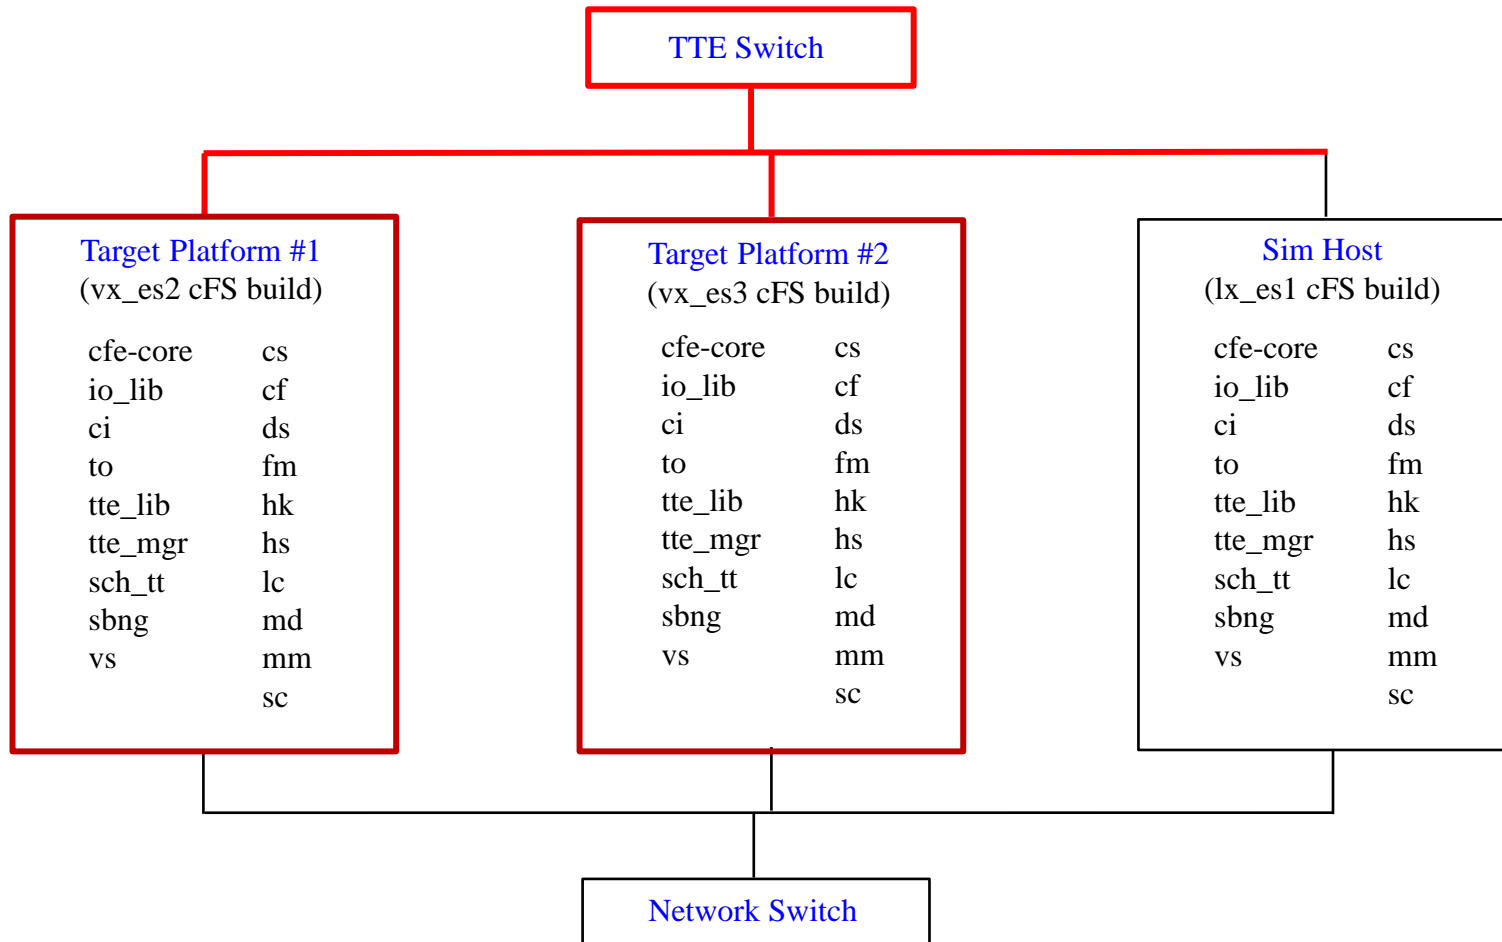 TTE Switch
Target Platform #1
(vx_es2 cFS build)
cfe-core cs
io_lib cf
ci ds
to fm
tte_lib hk
tte_mgr hs
sch_tt lc
sbng md
vs mm
sc
Target Platform #2
(vx_es3 cFS build)
cfe-core cs
io_lib cf
ci ds
to fm
tte_lib hk
tte_mgr hs
sch_tt lc
sbng md
vs mm
sc
Sim Host
(lx_es1 cFS build)
cfe-core cs
io_lib cf
ci ds
to fm
tte_lib hk
tte_mgr hs
sch_tt lc
sbng md
vs mm
sc
Network Switch